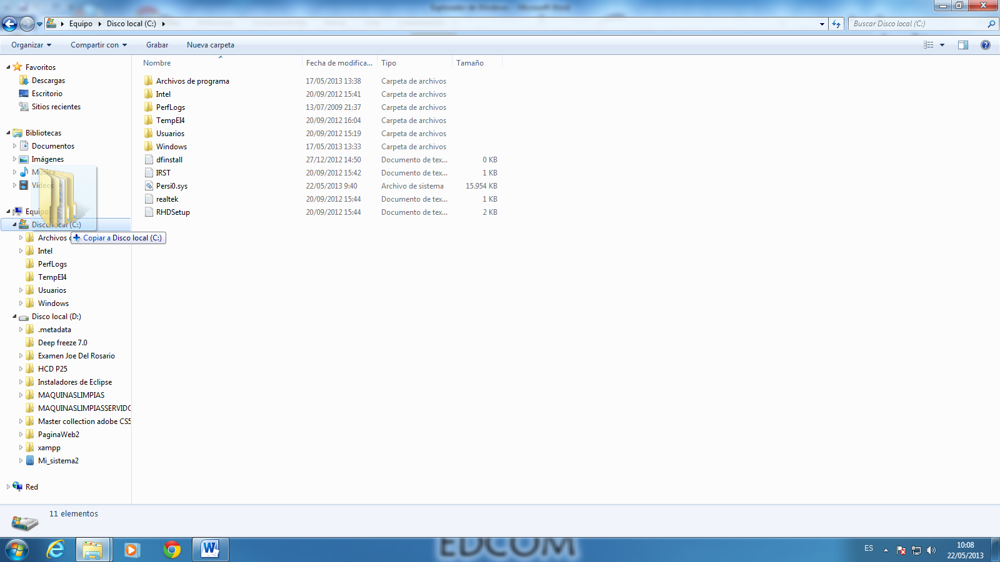 Explorador de Windows - Microsoft Word
Equipo Disco local (C:)
Buscar Disco local (C:)
Organizar Compartir con Grabar Nueva carpeta
Nombre Fecha de modifica... Tipo Tamaño
Archivos de programa 17/05/2013 13:38 Carpeta de archivos
Intel 20/09/2012 15:41 Carpeta de archivos
PerfLogs 13/07/2009 21:37 Carpeta de archivos
TempEI4 20/09/2012 16:04 Carpeta de archivos
Usuarios 20/09/2012 15:19 Carpeta de archivos
Windows 17/05/2013 13:33 Carpeta de archivos
dfinstall 27/12/2012 14:50 Documento de tex... 0 KB
IRST 20/09/2012 15:42 Documento de tex... 1 KB
Persi0.sys 22/05/2013 9:40 Archivo de sistema 15.954 KB
realtek 20/09/2012 15:44 Documento de tex... 1 KB
RHDSetup 20/09/2012 15:44 Documento de tex... 2 KB
Favoritos
Descargas
Escritorio
Sitios recientes
Bibliotecas
Documentos
Imágenes
Música
Vídeos
Equipo
Disco local (C:)
Archivos
Copiar a Disco local (C:)
Intel
PerfLogs
TempEI4
Usuarios
Windows
Disco local (D:)
.metadata
Deep freeze 7.0
Examen Joe Del Rosario
HCD P25
Instaladores de Eclipse
MAQUINASLIMPIAS
MAQUINASLIMPIASSERVIDO
Master collection adobe CS5
PaginaWeb2
xampp
Mi_sistema2
Red
11 elementos
EDCOM
ES
10:08
22/05/2013